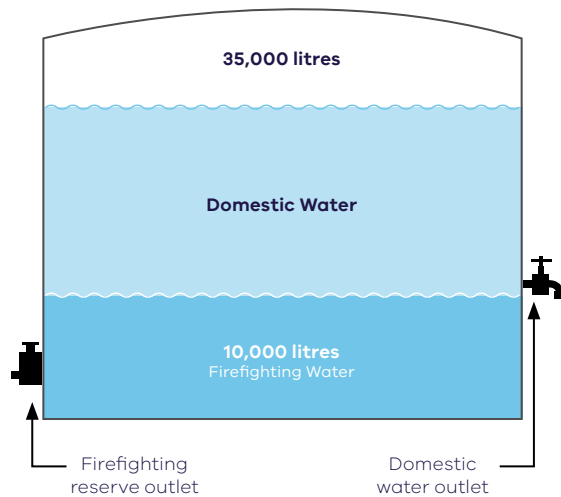 35,000 litres
Domestic Water
10,000 litres
Firefighting Water
Firefighting
reserve outlet
Domestic
water outlet